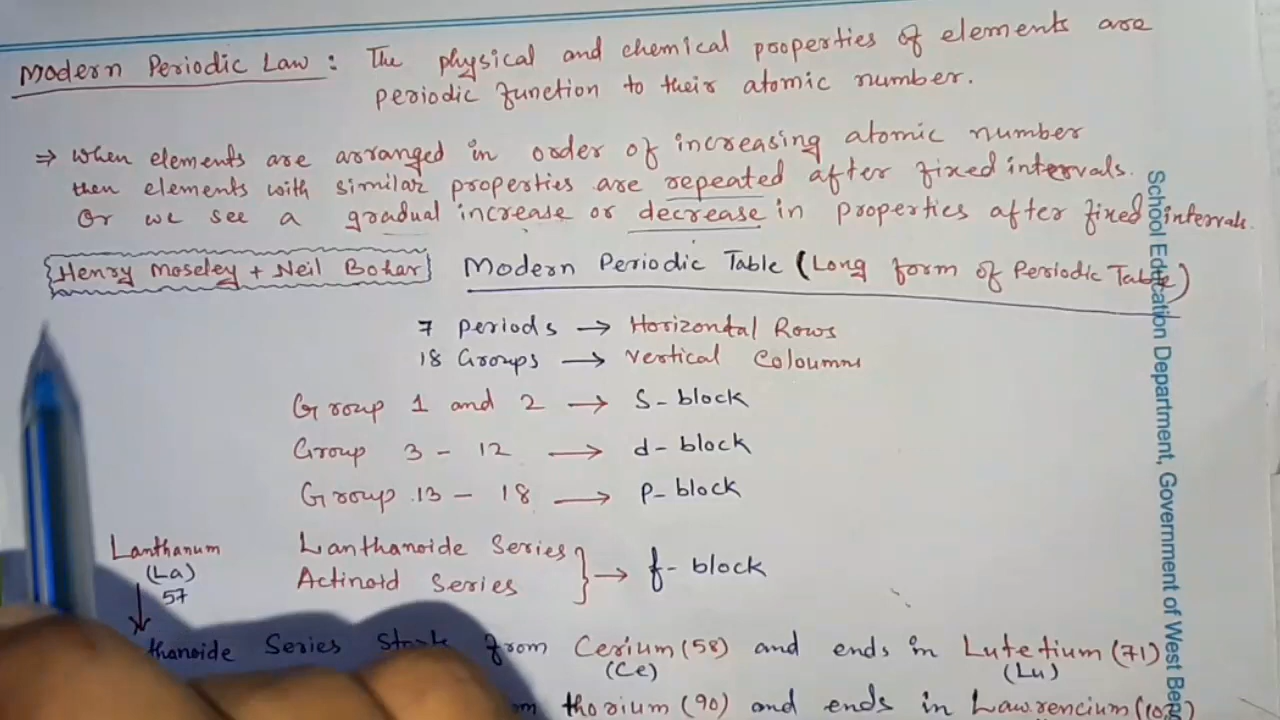 Modern Periodic Law : The physical and chemical properties of elements are
periodic function to their atomic number.
⇒ When elements are arranged in order of increasing atomic number
then elements with similar properties are repeated after fixed intervals.
Or we see a gradual increase or decrease in properties after fixed intervals.
Henry Moseley + Neil Bohar
Modern Periodic Table (Long form of Periodic Table)
7 periods → Horizontal Rows
18 Groups → Vertical Coloumns
Group 1 and 2 → S-block
Group 3 - 12 → d-block
Group 13 - 18 → P-block
Lanthanum
(La)
57
Lanthanoide Series
Actinoid Series
→ f-block
thanoide Series from Cerium (58) and ends in Lutetium (71)
(Ce) (Lu)
thorium (90) and ends in Lawrencium
School Education Department, Government of West Beng